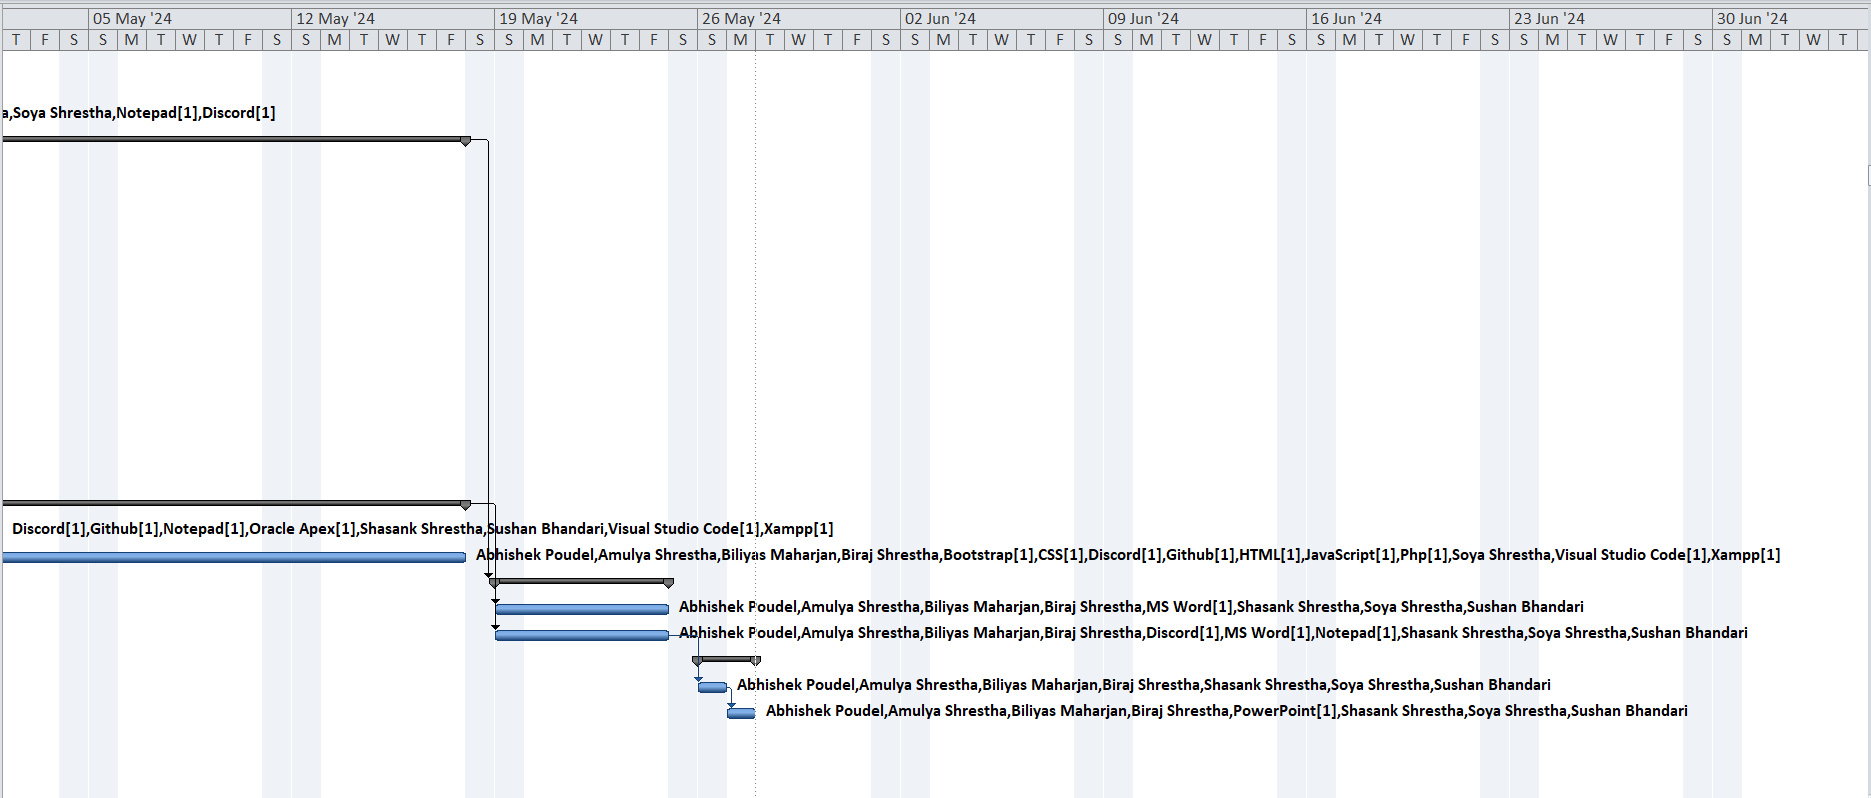 05 May '24 12 May '24 19 May '24 26 May '24 02 Jun '24 09 Jun '24 16 Jun '24 23 Jun '24 30 Jun '24
T F S S M T W T F S S M T W T F S S M T W T F S S M T W T F S S M T W T F S S M T W T F S S M T W T F S S M T W T F S S M T W T
a,Soya Shrestha,Notepad[1],Discord[1]
Discord[1],Github[1],Notepad[1],Oracle Apex[1],Shasank Shrestha,Sushan Bhandari,Visual Studio Code[1],Xampp[1]
Abhishek Poudel,Amulya Shrestha,Biliyas Maharjan,Biraj Shrestha,Bootstrap[1],CSS[1],Discord[1],Github[1],HTML[1],JavaScript[1],Php[1],Soya Shrestha,Visual Studio Code[1],Xampp[1]
Abhishek Poudel,Amulya Shrestha,Biliyas Maharjan,Biraj Shrestha,MS Word[1],Shasank Shrestha,Soya Shrestha,Sushan Bhandari
Abhishek Poudel,Amulya Shrestha,Biliyas Maharjan,Biraj Shrestha,Discord[1],MS Word[1],Notepad[1],Shasank Shrestha,Soya Shrestha,Sushan Bhandari
Abhishek Poudel,Amulya Shrestha,Biliyas Maharjan,Biraj Shrestha,Shasank Shrestha,Soya Shrestha,Sushan Bhandari
Abhishek Poudel,Amulya Shrestha,Biliyas Maharjan,Biraj Shrestha,PowerPoint[1],Shasank Shrestha,Soya Shrestha,Sushan Bhandari